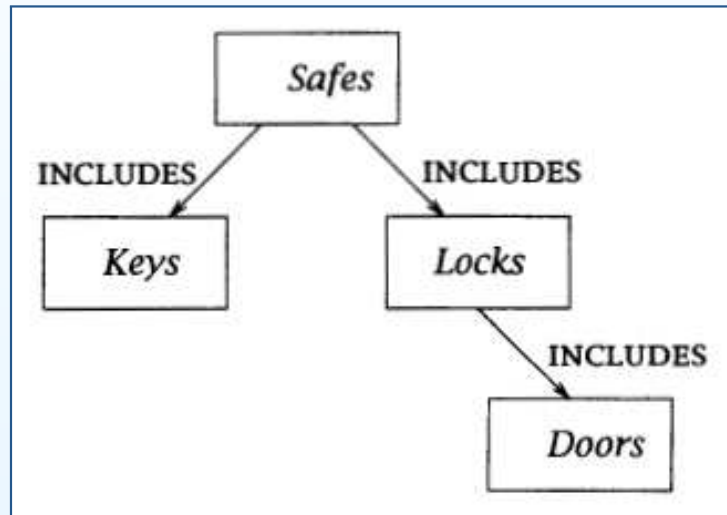 Safes
INCLUDES INCLUDES
Keys Locks
INCLUDES
Doors